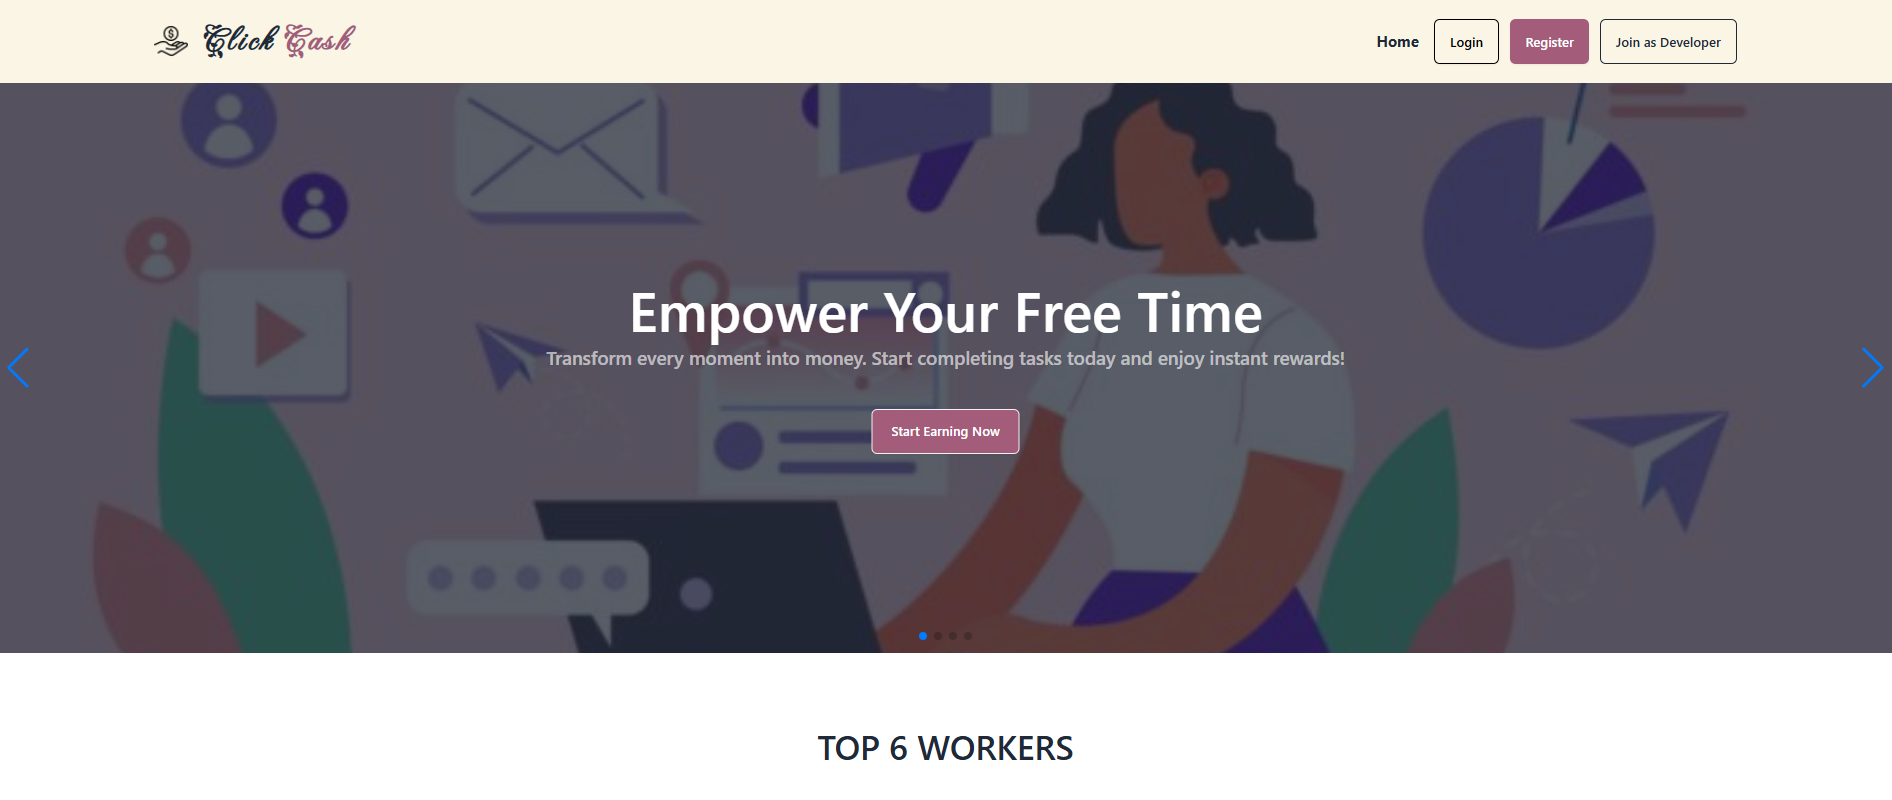 Click Cash
Home
Login
Register
Join as Developer
Empower Your Free Time
Transform every moment into money. Start completing tasks today and enjoy instant rewards!
Start Earning Now
TOP 6 WORKERS